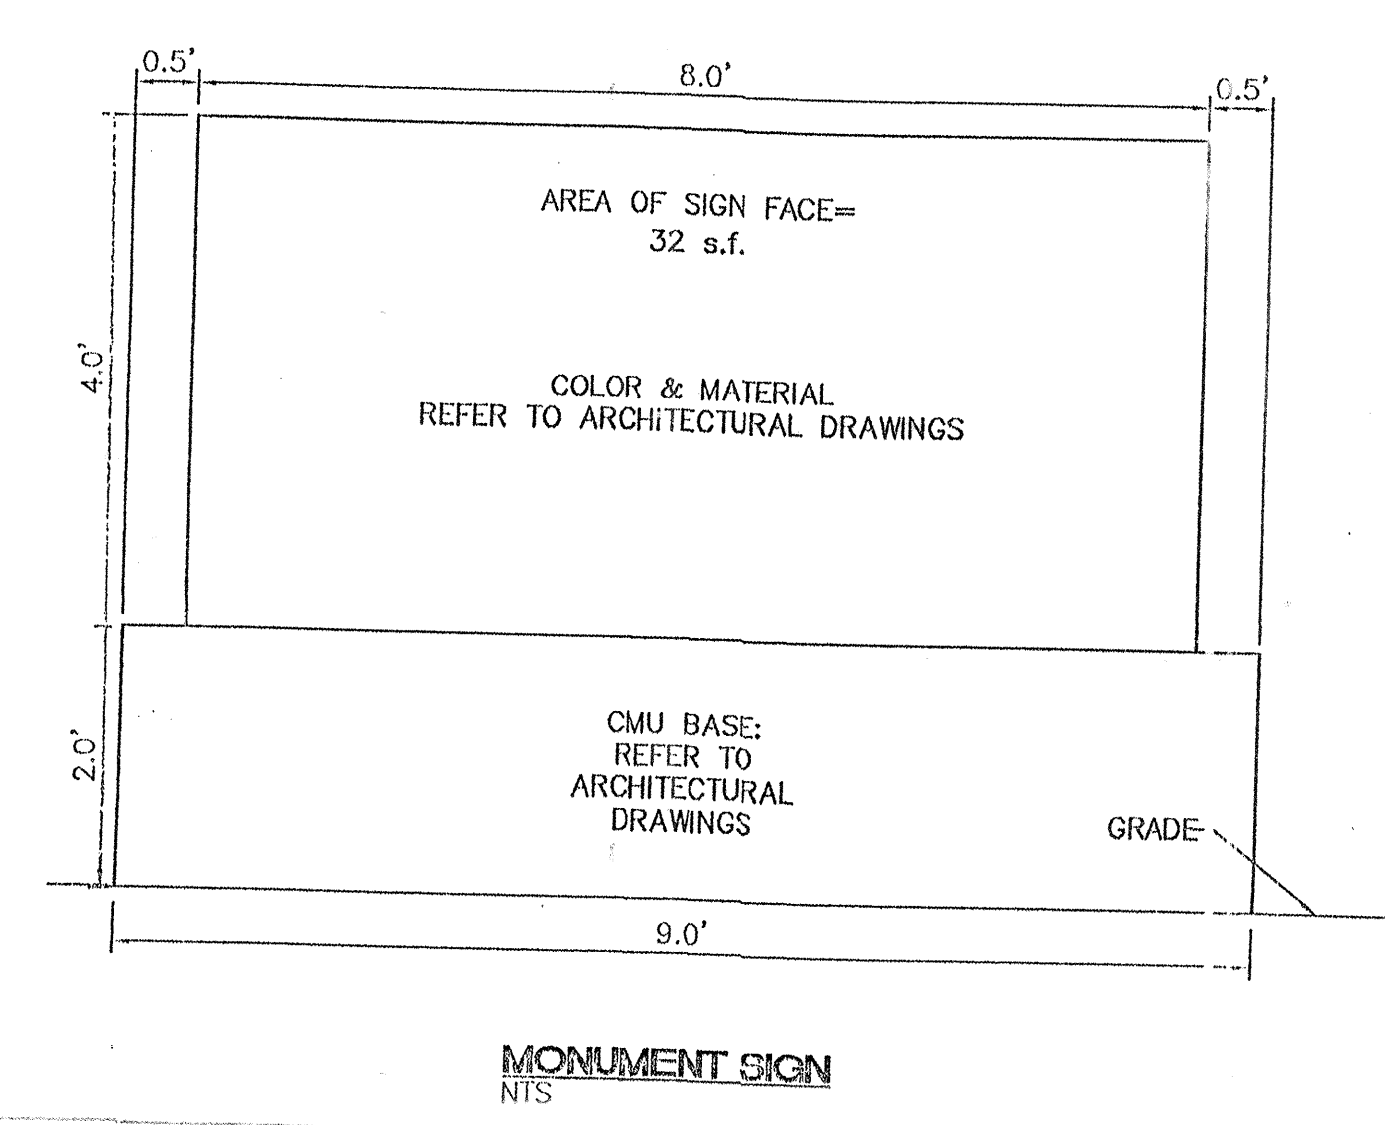 0.5'
8.0'
0.5'
AREA OF SIGN FACE=
32 s.f.
4.0'
COLOR & MATERIAL
REFER TO ARCHITECTURAL DRAWINGS
2.0'
CMU BASE:
REFER TO
ARCHITECTURAL
DRAWINGS
GRADE
9.0'
MONUMENT SIGN
NTS